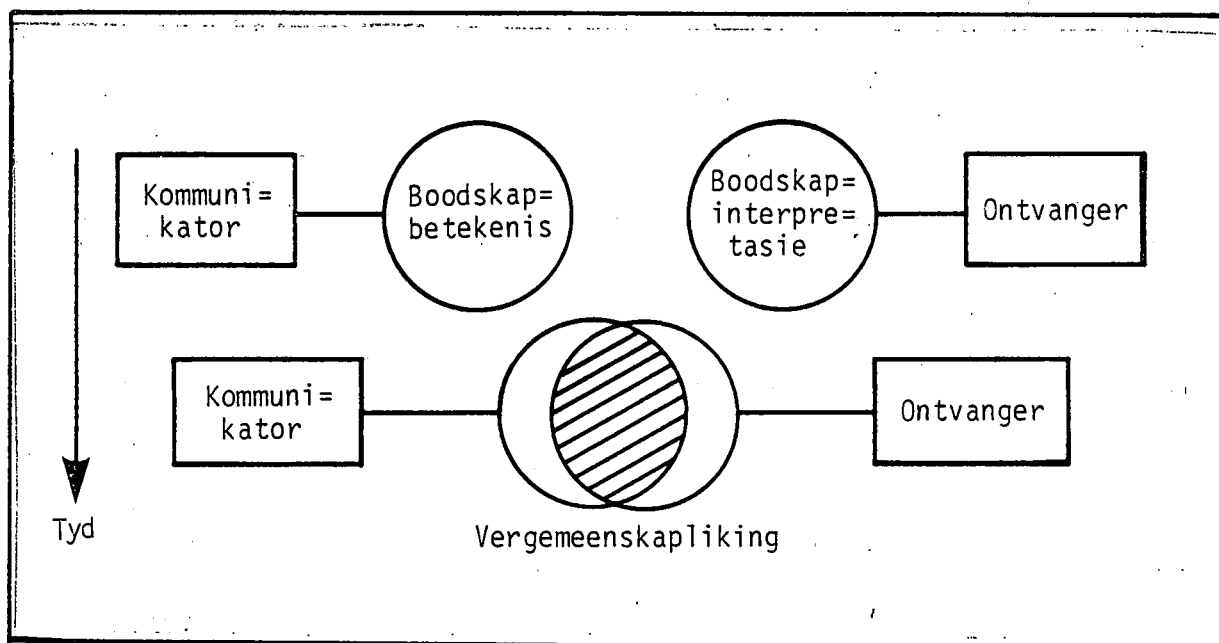 Kommuni=
kator
Boodskap=
betekenis
Boodskap=
interpre=
tasie
Ontvanger
Kommuni=
kator
Ontvanger
Tyd
Vergemeenskapliking